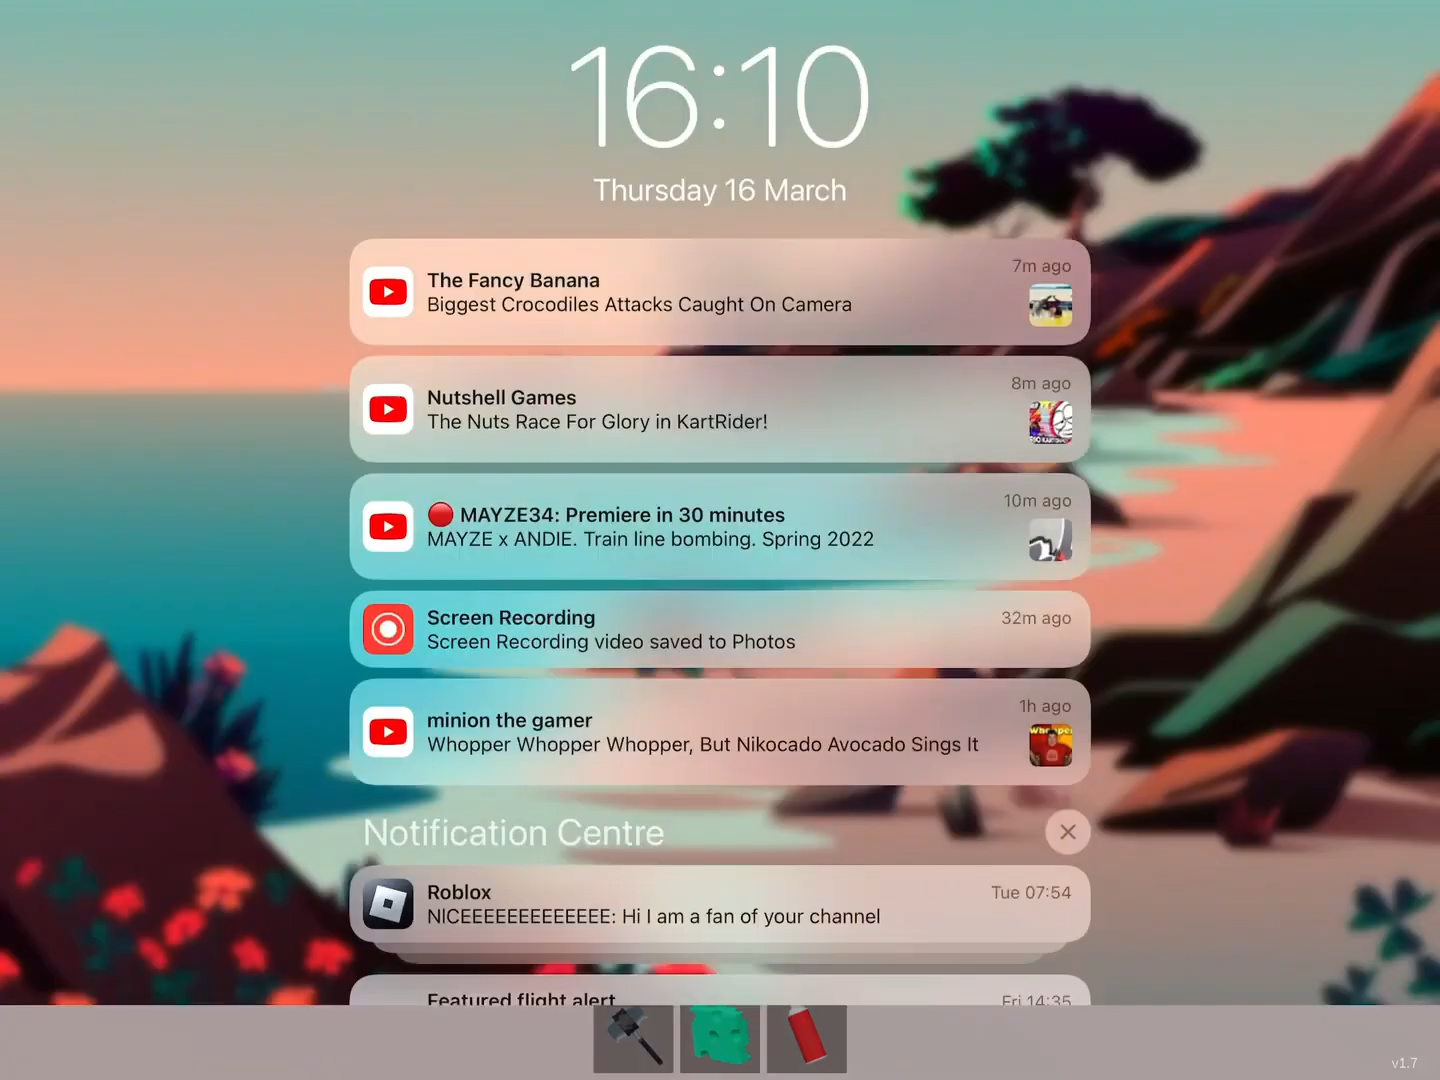 16:10
Thursday 16 March
The Fancy Banana
7m ago
Biggest Crocodiles Attacks Caught On Camera
Nutshell Games
8m ago
The Nuts Race For Glory in KartRider!
🔴 MAYZE34: Premiere in 30 minutes
10m ago
MAYZE x ANDIE. Train line bombing. Spring 2022
Screen Recording
32m ago
Screen Recording video saved to Photos
minion the gamer
1h ago
Whopper Whopper Whopper, But Nikocado Avocado Sings It
Notification Centre
Roblox
Tue 07:54
NICEEEEEEEEEEEEE: Hi I am a fan of your channel
Featured flight alert
Fri 14:35
v1.7